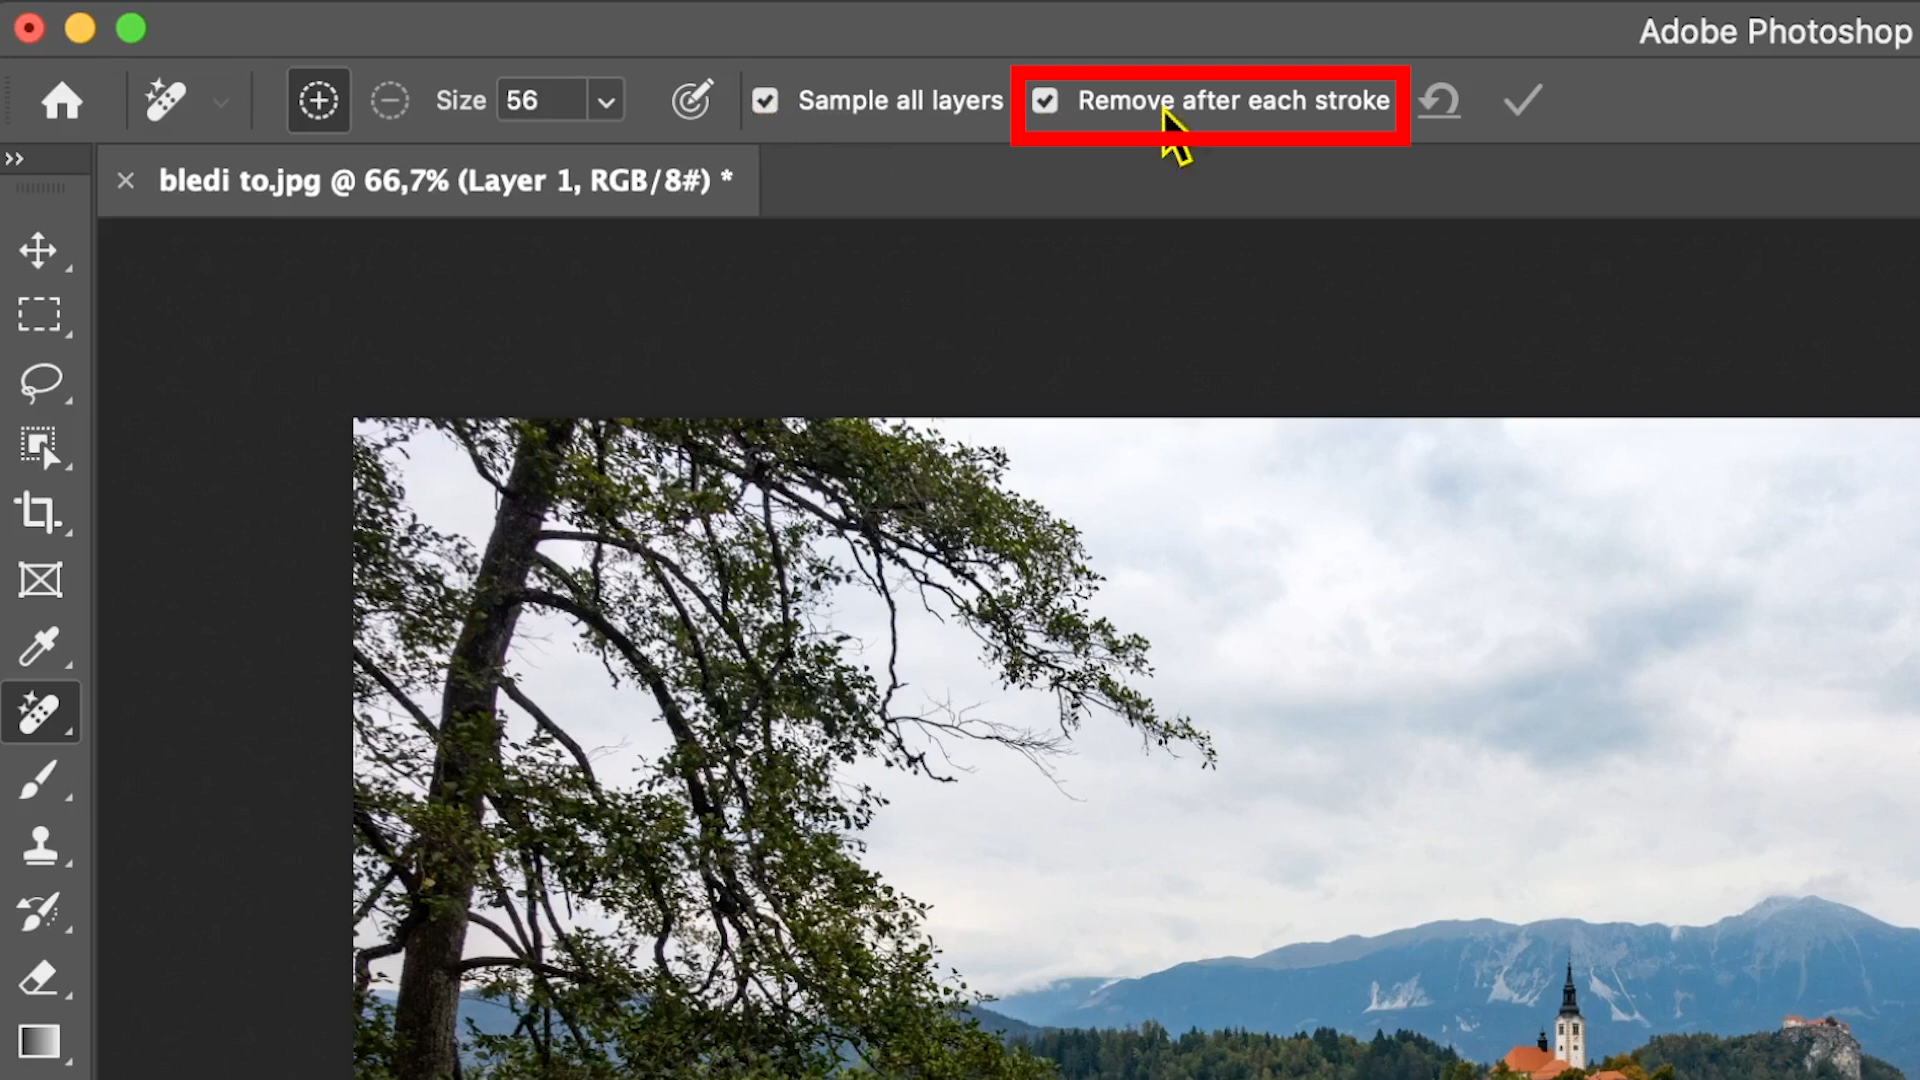 Adobe Photoshop
Size 56 Sample all layers Remove after each stroke
bledi to.jpg @ 66,7% (Layer 1, RGB/8#) *